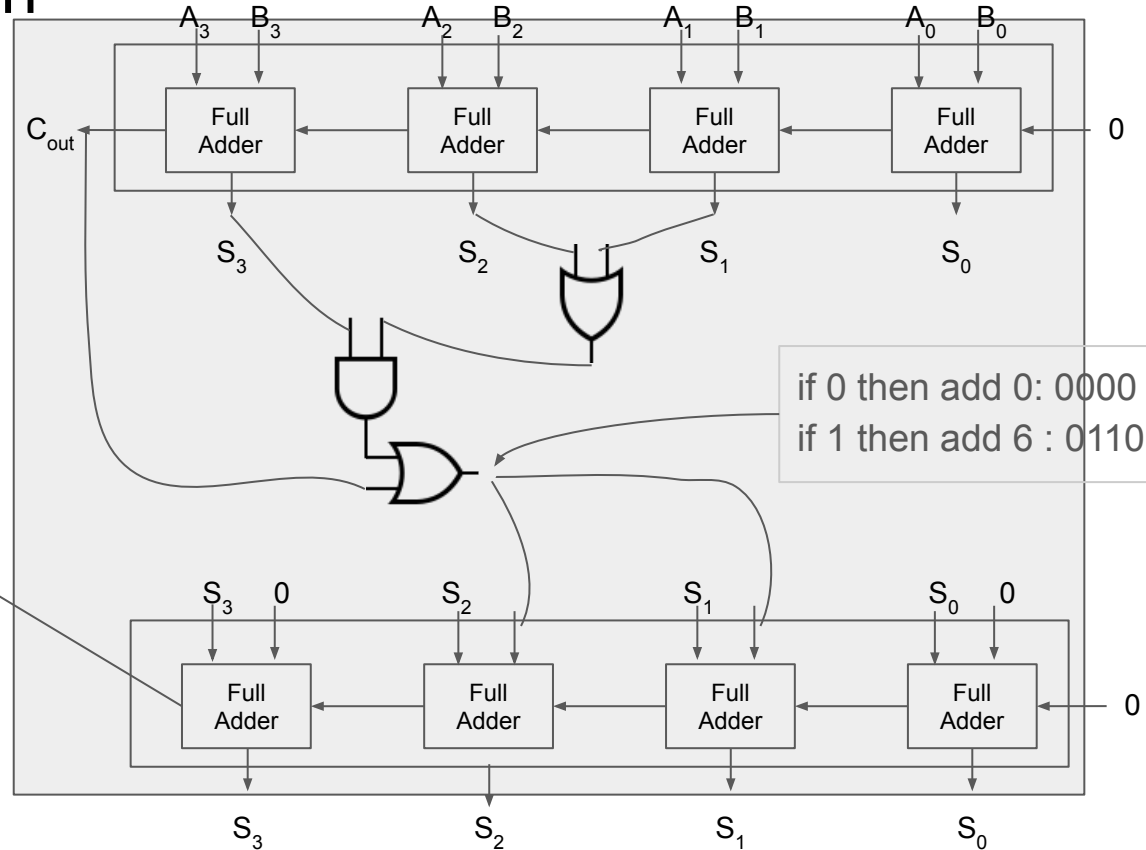 A3 B3 A2 B2 A1 B1 A0 B0
Cout
Full
Adder
Full
Adder
Full
Adder
Full
Adder
0
S3 S2 S1 S0
if 0 then add 0: 0000
if 1 then add 6 : 0110
S3 0 S2 S1 S0 0
Full
Adder
Full
Adder
Full
Adder
Full
Adder
0
S3 S2 S1 S0